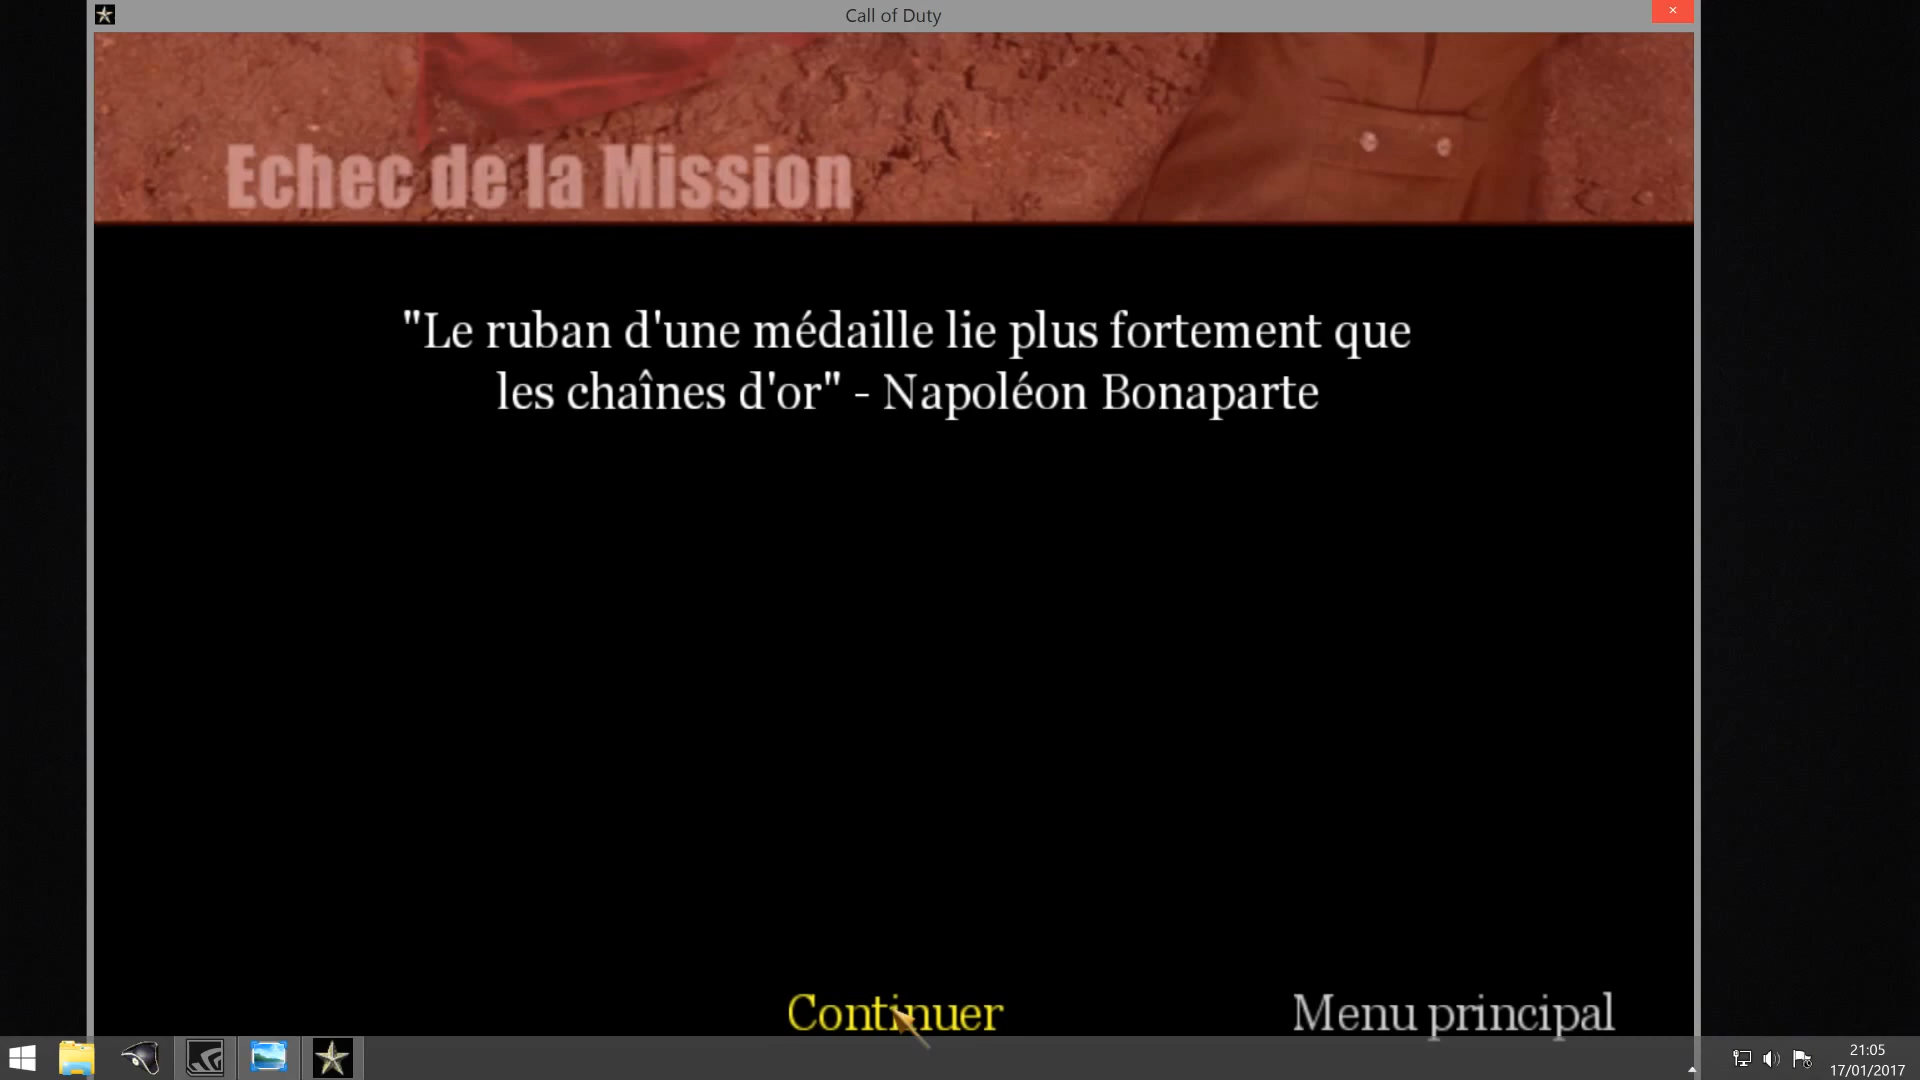 Call of Duty
Echec de la Mission
"Le ruban d'une médaille lie plus fortement que
les chaînes d'or" - Napoléon Bonaparte
Continuer
Menu principal
21:05
17/01/2017